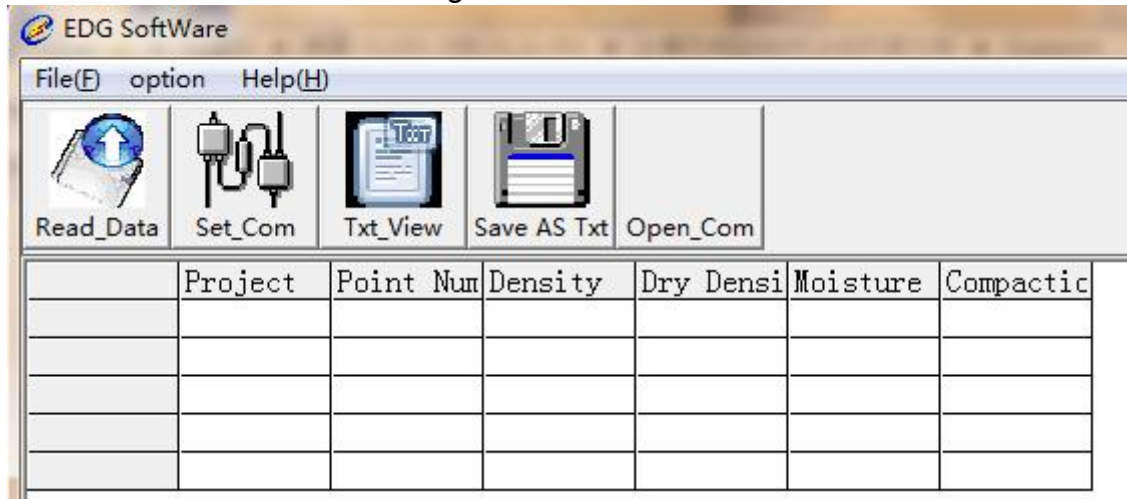 EDG SoftWare
File(F) option Help(H)
Read_Data Set_Com Txt_View Save AS Txt Open_Com
Project Point Num Density Dry Densi Moisture Compactic